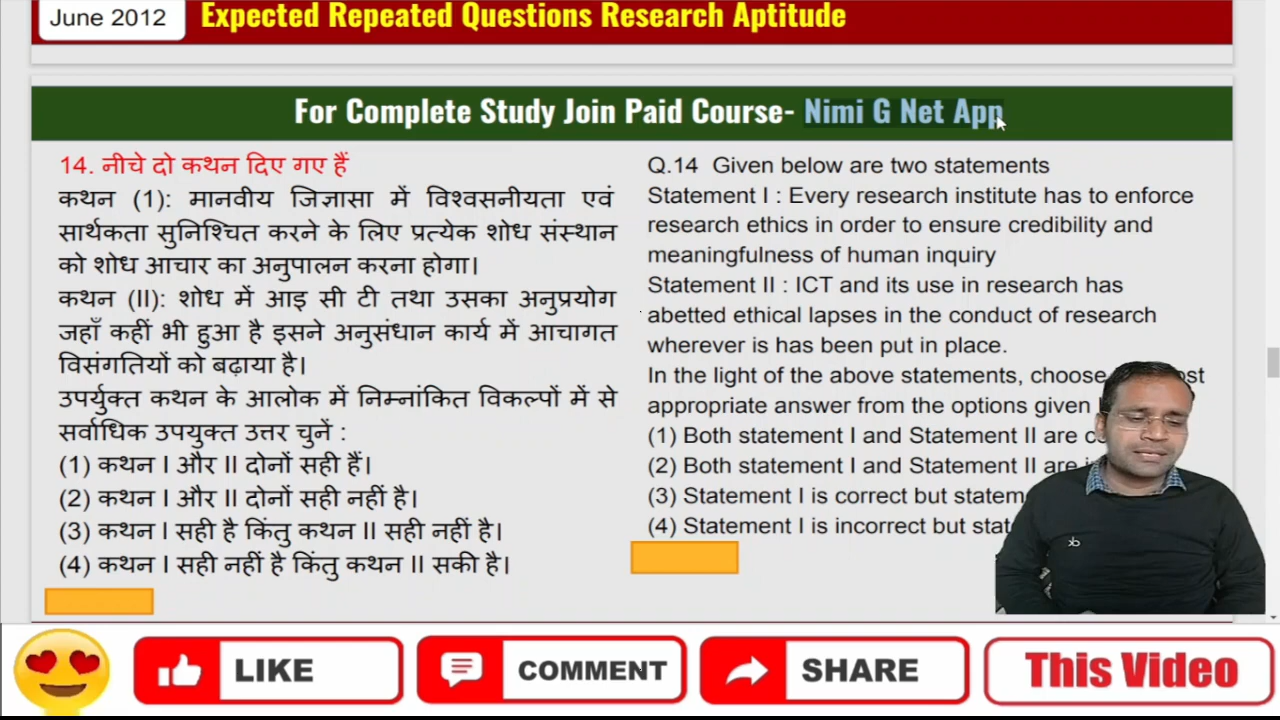 June 2012
Expected Repeated Questions Research Aptitude
For Complete Study Join Paid Course- Nimi G Net App
14. नीचे दो कथन दिए गए हैं
कथन (1): मानवीय जिज्ञासा में विश्वसनीयता एवं
सार्थकता सुनिश्चित करने के लिए प्रत्येक शोध संस्थान
को शोध आचार का अनुपालन करना होगा।
कथन (II): शोध में आइ सी टी तथा उसका अनुप्रयोग
जहाँ कहीं भी हुआ है इसने अनुसंधान कार्य में आचागत
विसंगतियों को बढ़ाया है।
उपर्युक्त कथन के आलोक में निम्नांकित विकल्पों में से
सर्वाधिक उपयुक्त उत्तर चुनें :
(1) कथन I और II दोनों सही हैं।
(2) कथन I और II दोनों सही नहीं है।
(3) कथन I सही है किंतु कथन II सही नहीं है।
(4) कथन I सही नहीं है किंतु कथन II सकी है।
Q.14 Given below are two statements
Statement I : Every research institute has to enforce
research ethics in order to ensure credibility and
meaningfulness of human inquiry
Statement II : ICT and its use in research has
abetted ethical lapses in the conduct of research
wherever is has been put in place.
In the light of the above statements, choose
appropriate answer from the options given
(1) Both statement I and Statement II are
(2) Both statement I and Statement II are
(3) Statement I is correct but
(4) Statement I is incorrect but
LIKE
COMMENT
SHARE
This Video